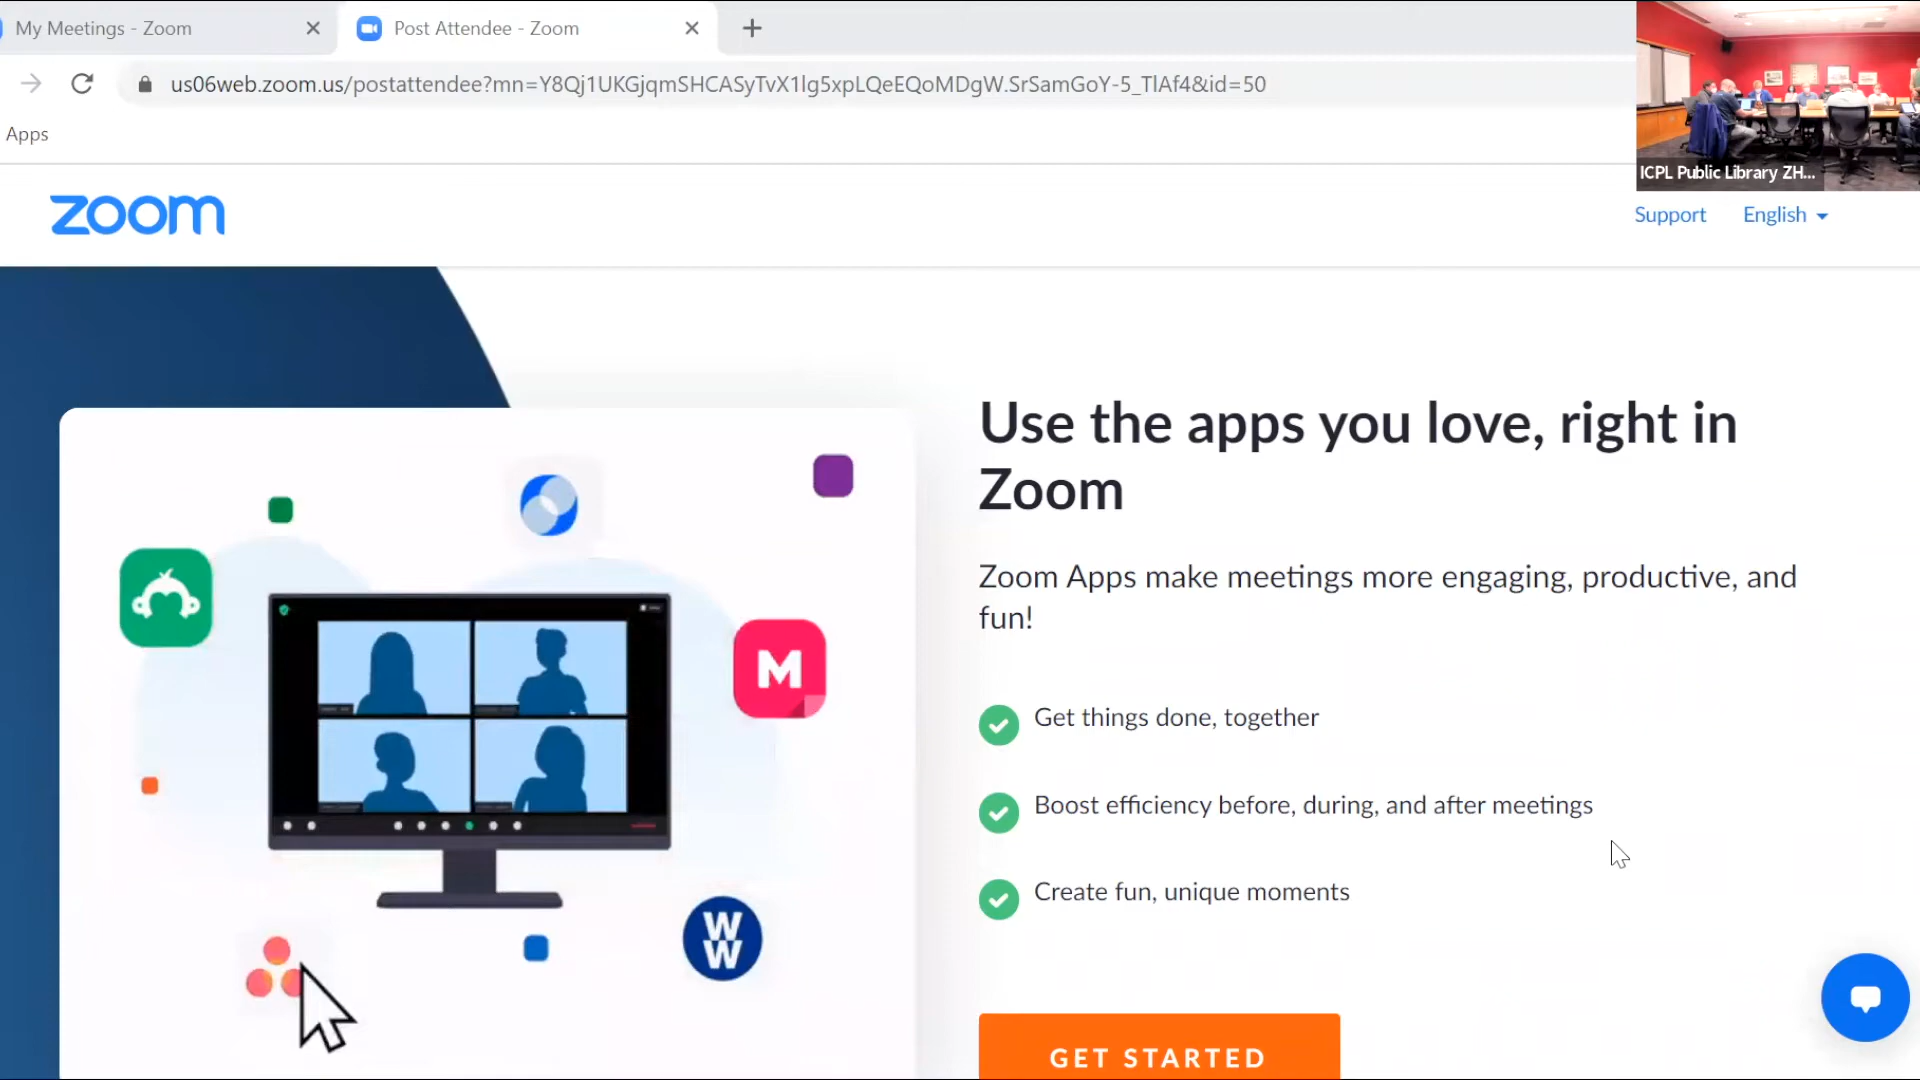 My Meetings - Zoom
Post Attendee - Zoom
us06web.zoom.us/postattendee?mn=Y8Qj1UKGjqmSHCASyTvX1lg5xpLQeEQoMDgW.SrSamGoY-5_TlAf4&id=50
Apps
ICPL Public Library ZH...
zoom
Support
English
Use the apps you love, right in
Zoom
Zoom Apps make meetings more engaging, productive, and
fun!
Get things done, together
Boost efficiency before, during, and after meetings
Create fun, unique moments
GET STARTED
M
W
W